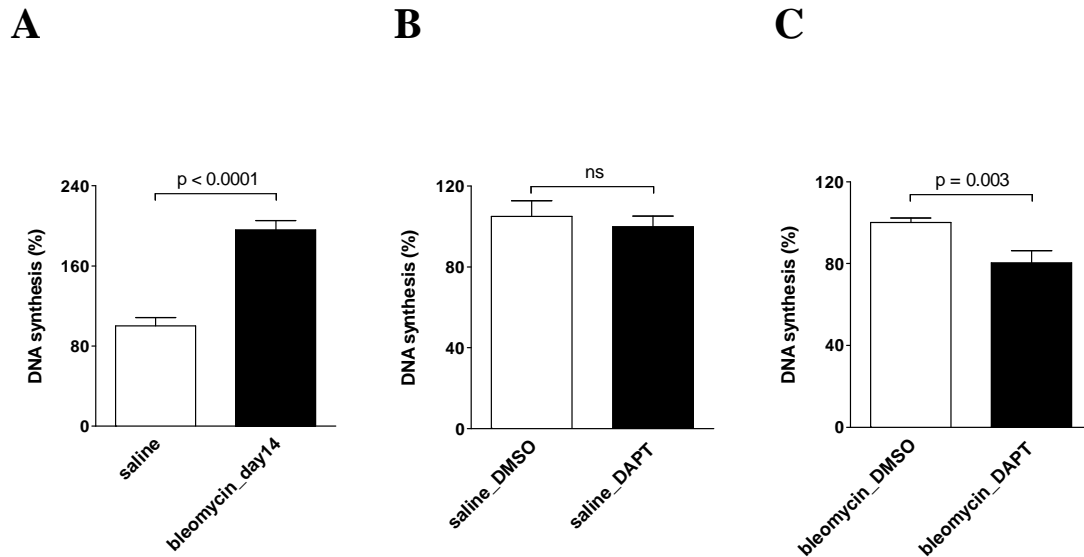 A
B
C
p < 0.0001
240
160
80
0
DNA synthesis (%)
saline
bleomycin_day14
ns
120
80
40
0
DNA synthesis (%)
saline_DMSO
saline_DAPT
p = 0.003
120
80
40
0
DNA synthesis (%)
bleomycin_DMSO
bleomycin_DAPT